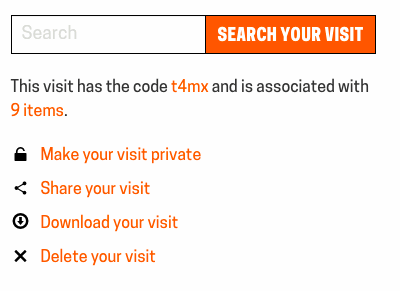 Search
SEARCH YOUR VISIT
This visit has the code t4mx and is associated with
9 items.
Make your visit private
Share your visit
Download your visit
Delete your visit